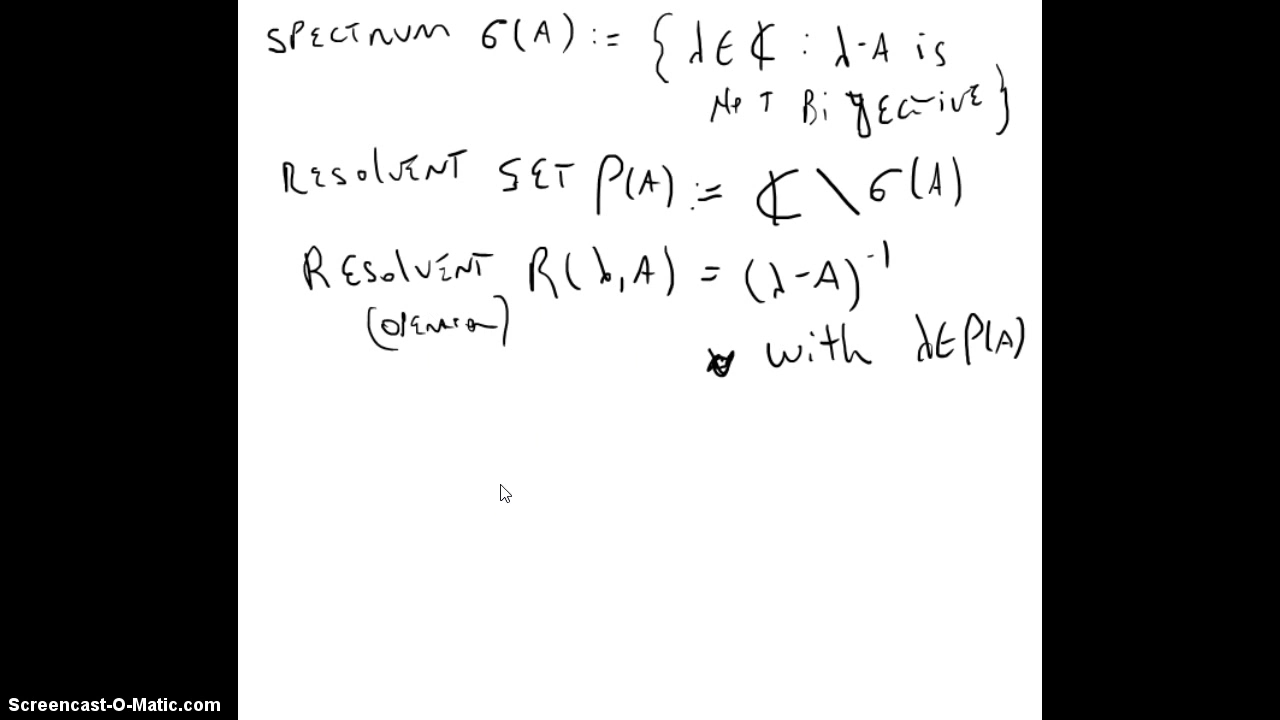 SPECTRUM σ(A) := {λ ∈ ℂ : λ-A is
NOT BIJECTIVE}
RESOLVENT SET ρ(A) := ℂ \ σ(A)
RESOLVENT R(λ,A) = (λ-A)⁻¹
(OPERATOR)
with λ∈ρ(A)
Screencast-O-Matic.com